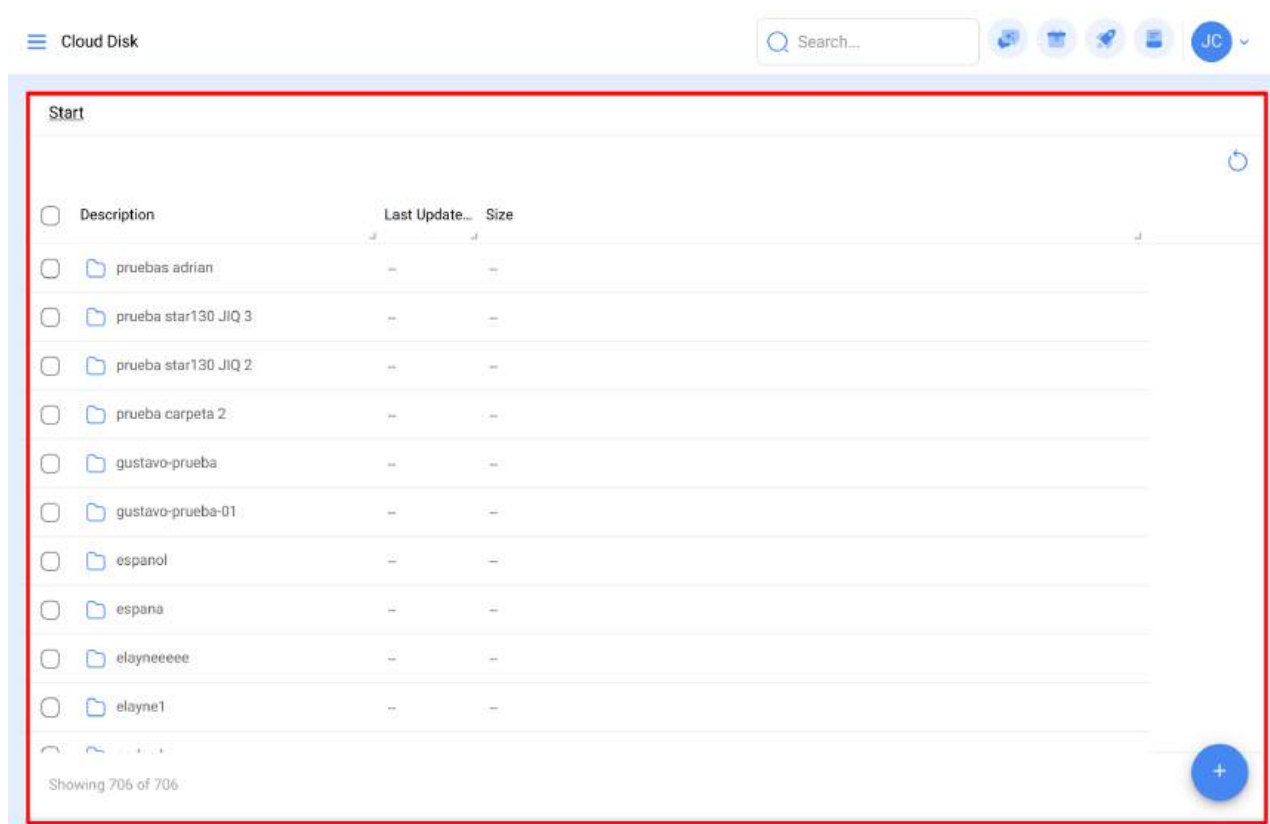 Cloud Disk
Search...
JC
Start
Description Last Update... Size
pruebas adrian -- --
prueba star130 JIQ 3 -- --
prueba star130 JIQ 2 -- --
prueba carpeta 2 -- --
gustavo-prueba -- --
gustavo-prueba-01 -- --
espanol -- --
espana -- --
elayneeeee -- --
elayne1 -- --
Showing 706 of 706
+